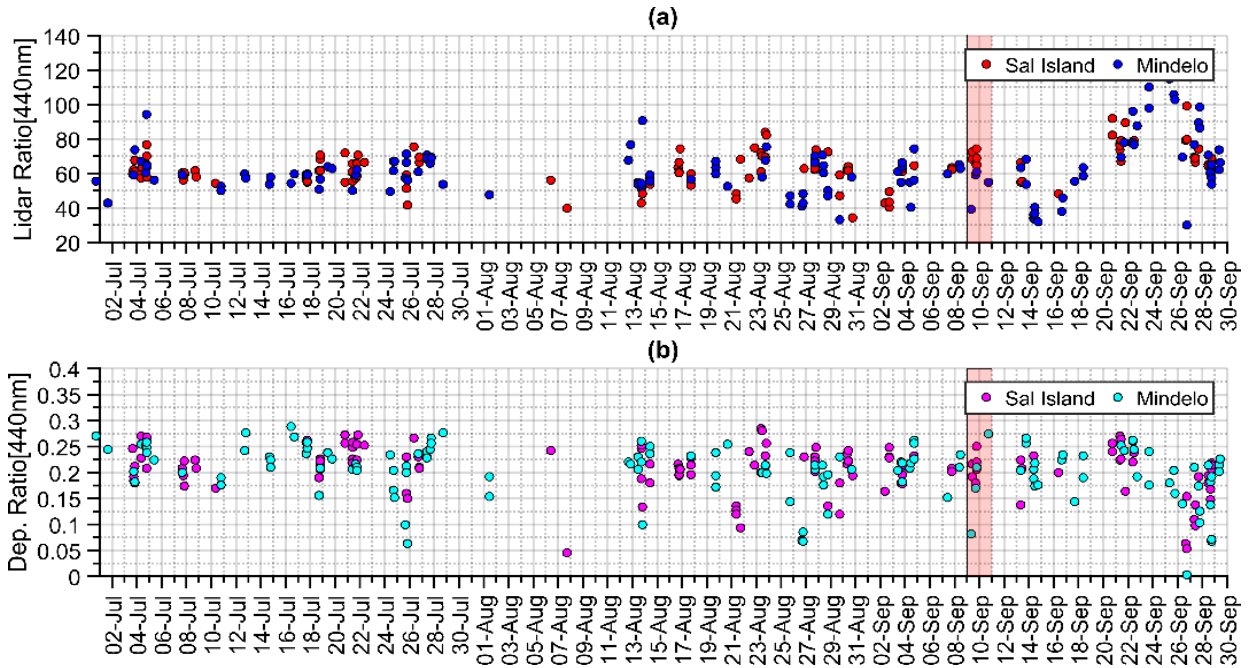 (a)
Lidar Ratio[440nm]
140
120
100
80
60
40
20
Sal Island Mindelo
02-Jul 04-Jul 06-Jul 08-Jul 10-Jul 12-Jul 14-Jul 16-Jul 18-Jul 20-Jul 22-Jul 24-Jul 26-Jul 28-Jul 30-Jul 01-Aug 03-Aug 05-Aug 07-Aug 09-Aug 11-Aug 13-Aug 15-Aug 17-Aug 19-Aug 21-Aug 23-Aug 25-Aug 27-Aug 29-Aug 31-Aug 02-Sep 04-Sep 06-Sep 08-Sep 10-Sep 12-Sep 14-Sep 16-Sep 18-Sep 20-Sep 22-Sep 24-Sep 26-Sep 28-Sep 30-Sep
(b)
Dep. Ratio[440nm]
0.4
0.35
0.3
0.25
0.2
0.15
0.1
0.05
0
Sal Island Mindelo
02-Jul 04-Jul 06-Jul 08-Jul 10-Jul 12-Jul 14-Jul 16-Jul 18-Jul 20-Jul 22-Jul 24-Jul 26-Jul 28-Jul 30-Jul 01-Aug 03-Aug 05-Aug 07-Aug 09-Aug 11-Aug 13-Aug 15-Aug 17-Aug 19-Aug 21-Aug 23-Aug 25-Aug 27-Aug 29-Aug 31-Aug 02-Sep 04-Sep 06-Sep 08-Sep 10-Sep 12-Sep 14-Sep 16-Sep 18-Sep 20-Sep 22-Sep 24-Sep 26-Sep 28-Sep 30-Sep